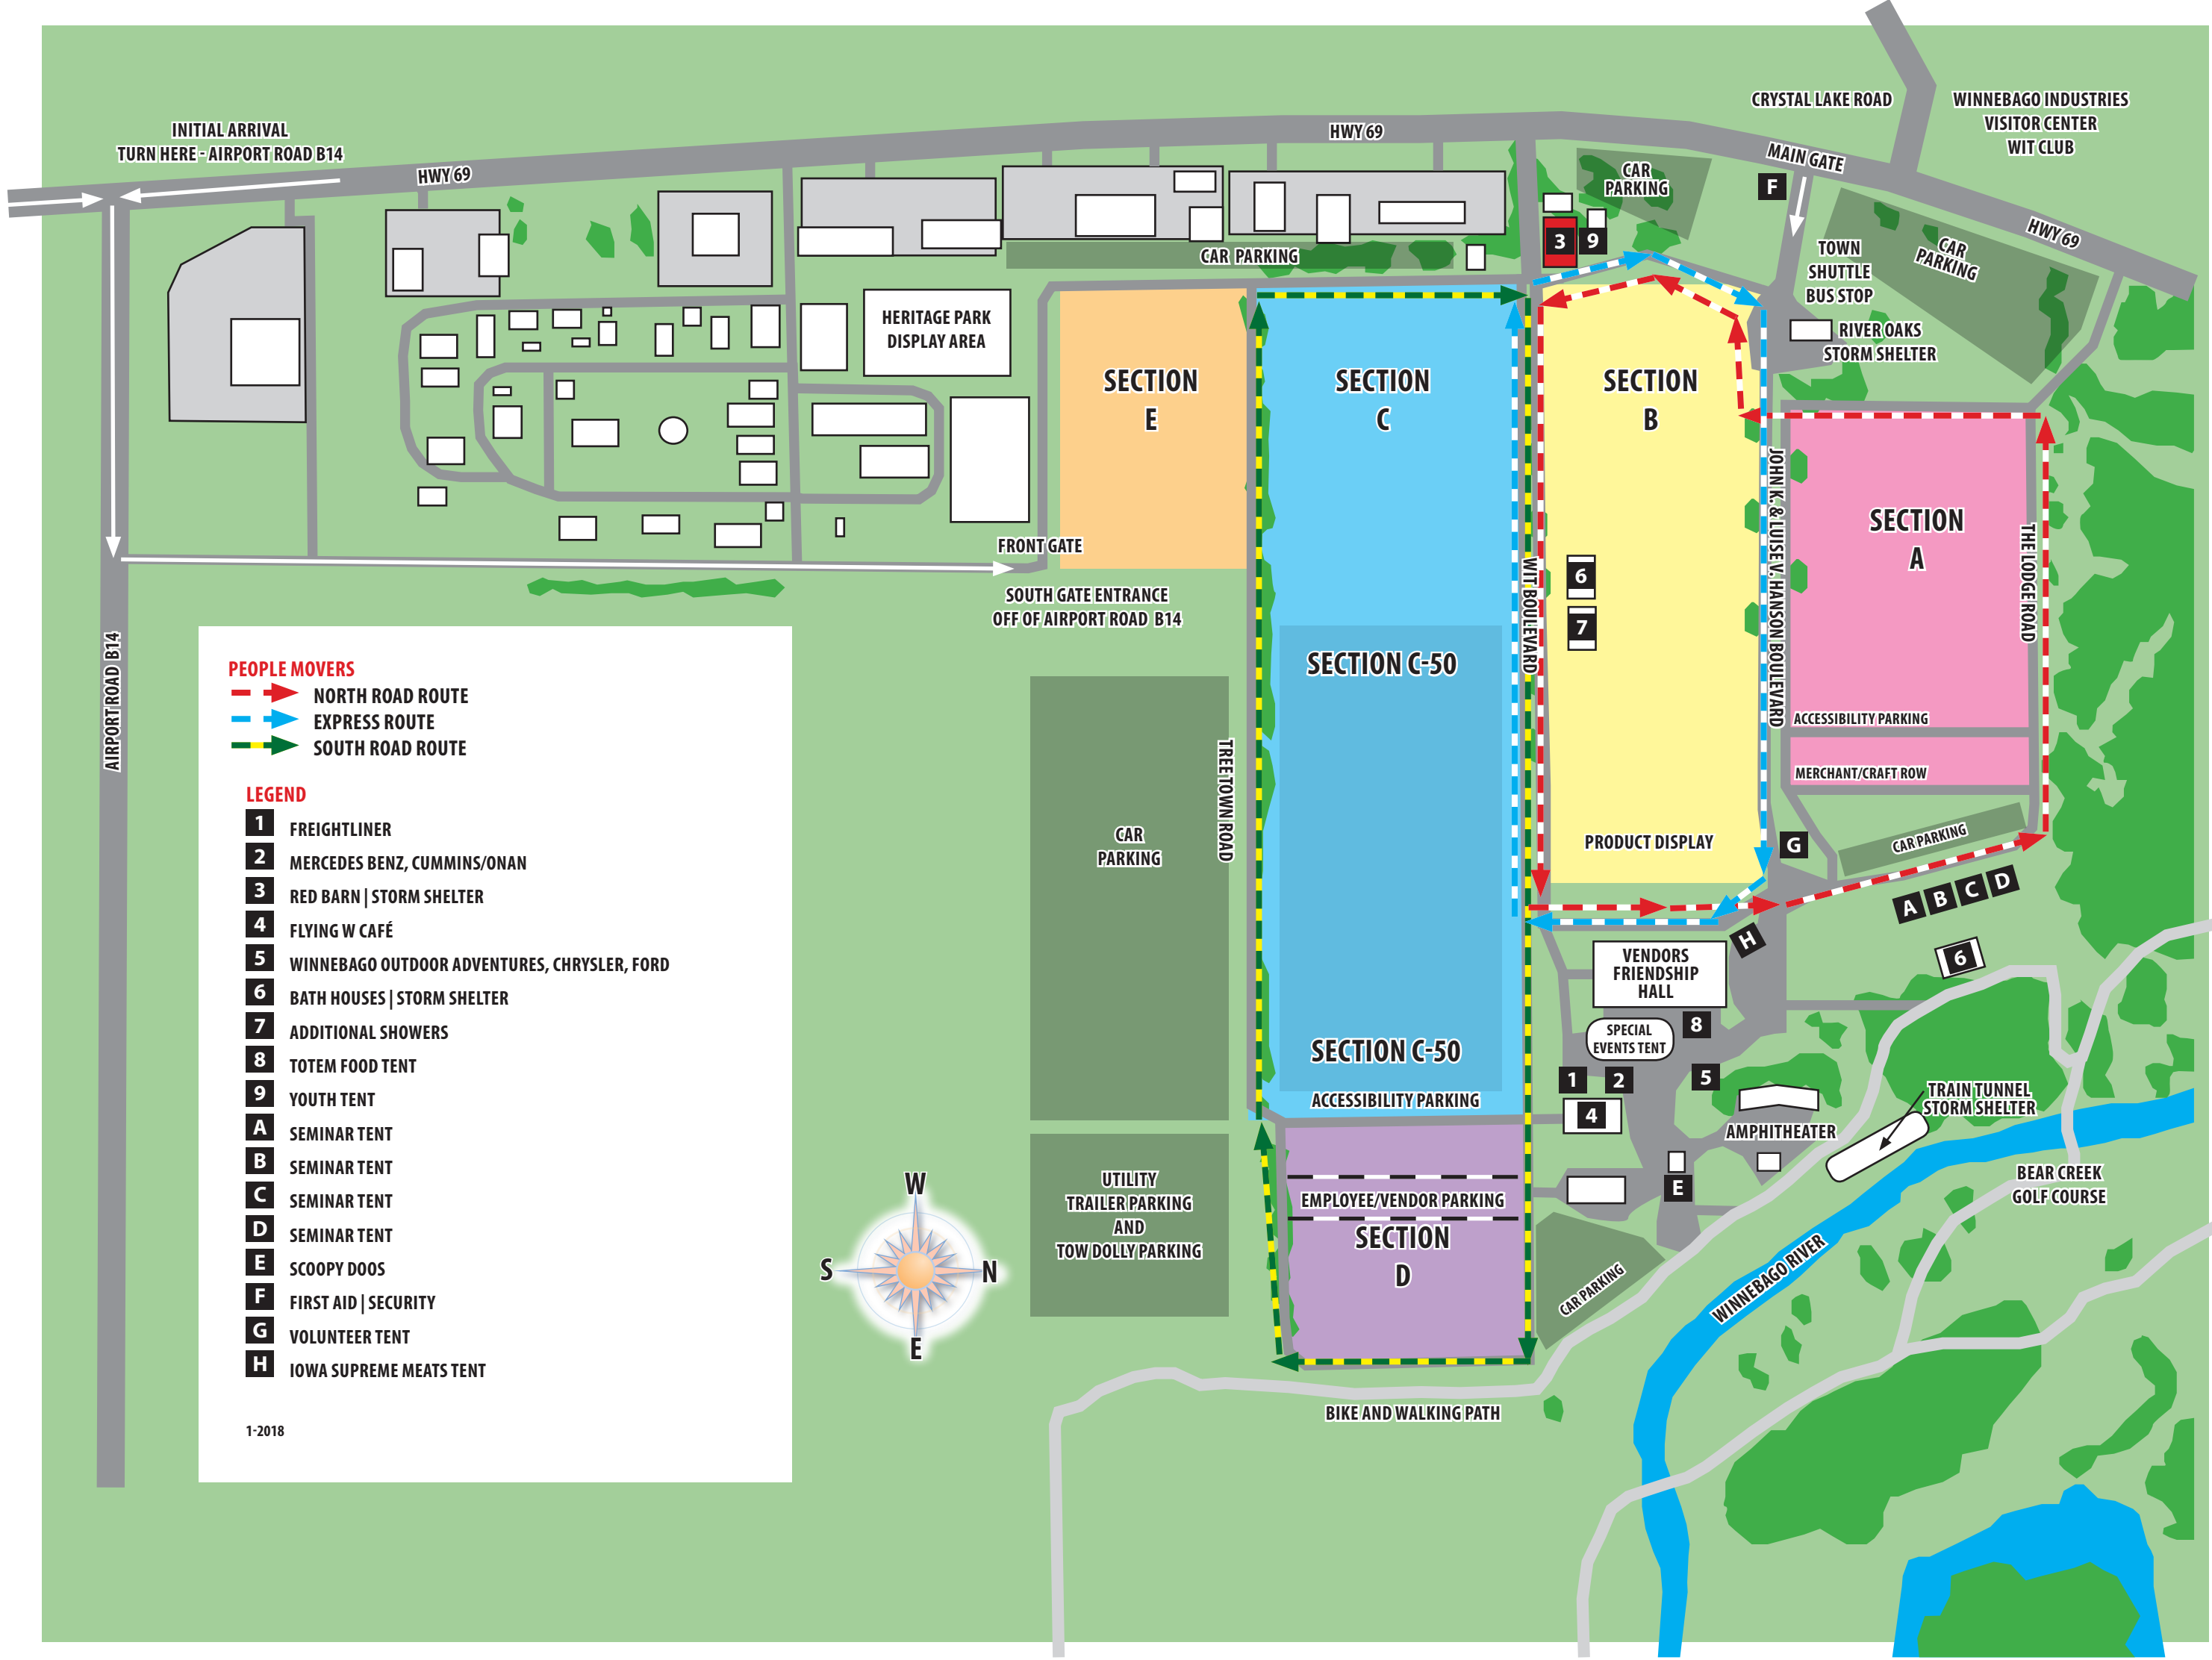 INITIAL ARRIVAL
TURN HERE - AIRPORT ROAD B14
HWY 69
HWY 69
CRYSTAL LAKE ROAD
WINNEBAGO INDUSTRIES
VISITOR CENTER
WIT CLUB
MAIN GATE
HWY 69
F
CAR
PARKING
3
9
CAR PARKING
TOWN
SHUTTLE
BUS STOP
CAR
PARKING
RIVER OAKS
STORM SHELTER
HERITAGE PARK
DISPLAY AREA
SECTION
E
SECTION
C
SECTION
B
SECTION
A
FRONT GATE
SOUTH GATE ENTRANCE
OFF OF AIRPORT ROAD B14
AIRPORT ROAD B14
TREE TOWN ROAD
WIT BOULEVARD
JOHN K. & LUISE V. HANSON BOULEVARD
THE LODGE ROAD
6
7
SECTION C-50
ACCESSIBILITY PARKING
MERCHANT/CRAFT ROW
CAR PARKING
PRODUCT DISPLAY
G
A
B
C
D
H
6
CAR
PARKING
VENDORS
FRIENDSHIP
HALL
SPECIAL
EVENTS TENT
8
SECTION C-50
1
2
5
4
ACCESSIBILITY PARKING
AMPHITHEATER
TRAIN TUNNEL
STORM SHELTER
E
UTILITY
TRAILER PARKING
AND
TOW DOLLY PARKING
EMPLOYEE/VENDOR PARKING
SECTION
D
CAR PARKING
WINNEBAGO RIVER
BEAR CREEK
GOLF COURSE
BIKE AND WALKING PATH
W
S
N
E
PEOPLE MOVERS
NORTH ROAD ROUTE
EXPRESS ROUTE
SOUTH ROAD ROUTE
LEGEND
1 FREIGHTLINER
2 MERCEDES BENZ, CUMMINS/ONAN
3 RED BARN | STORM SHELTER
4 FLYING W CAFÉ
5 WINNEBAGO OUTDOOR ADVENTURES, CHRYSLER, FORD
6 BATH HOUSES | STORM SHELTER
7 ADDITIONAL SHOWERS
8 TOTEM FOOD TENT
9 YOUTH TENT
A SEMINAR TENT
B SEMINAR TENT
C SEMINAR TENT
D SEMINAR TENT
E SCOOPY DOOS
F FIRST AID | SECURITY
G VOLUNTEER TENT
H IOWA SUPREME MEATS TENT
1-2018